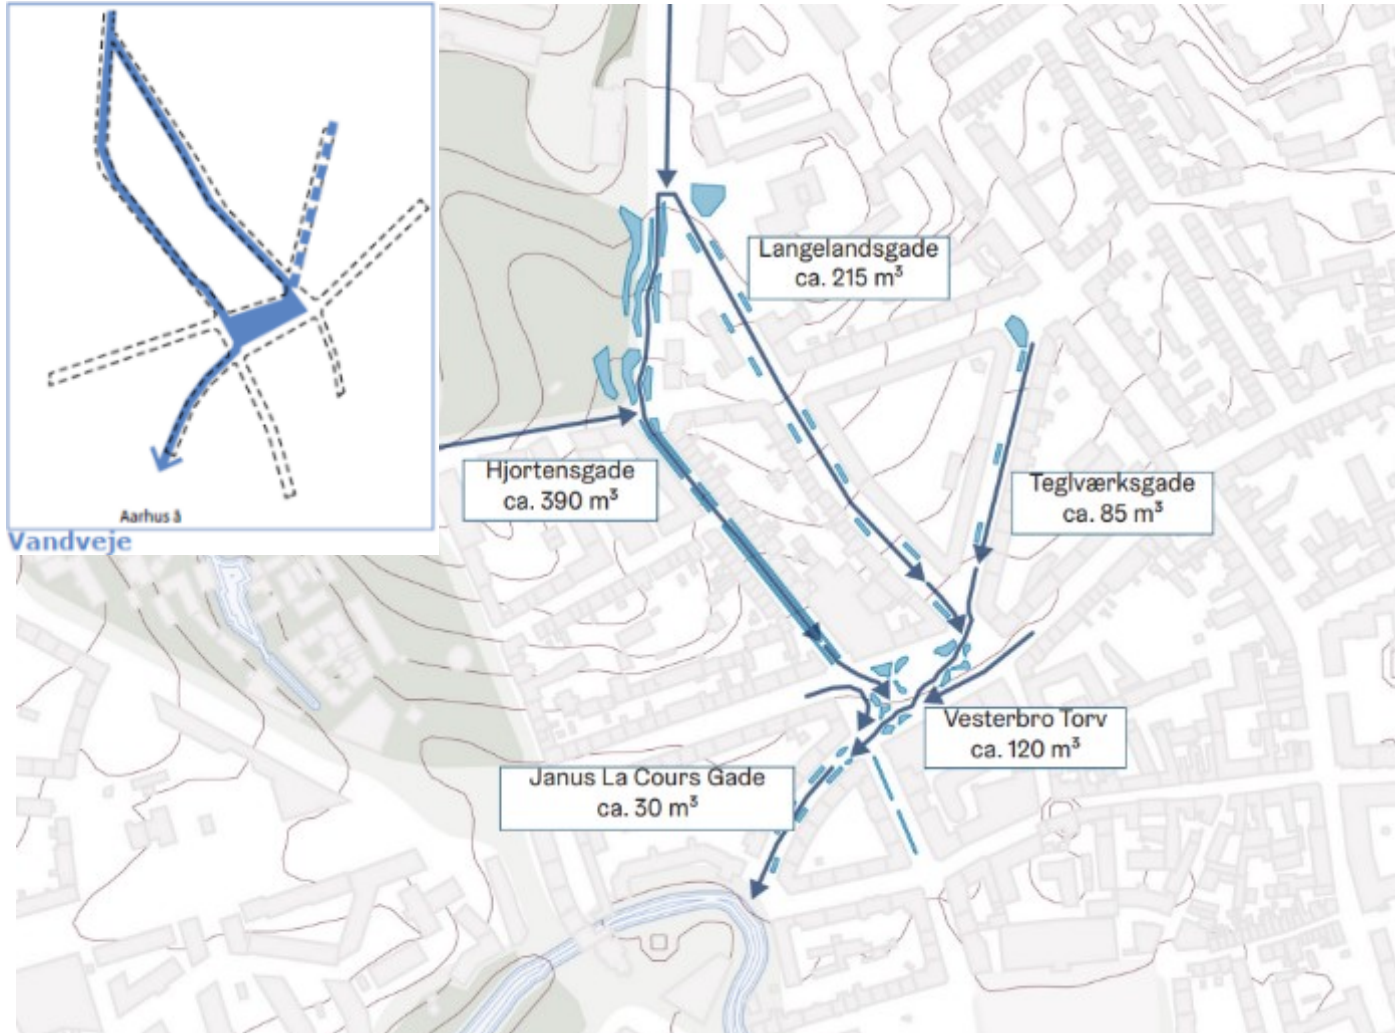 Aarhus å
Vandveje
Langelandsgade
ca. 215 m³
Hjortensgade
ca. 390 m³
Teglværksgade
ca. 85 m³
Vesterbro Torv
ca. 120 m³
Janus La Cours Gade
ca. 30 m³